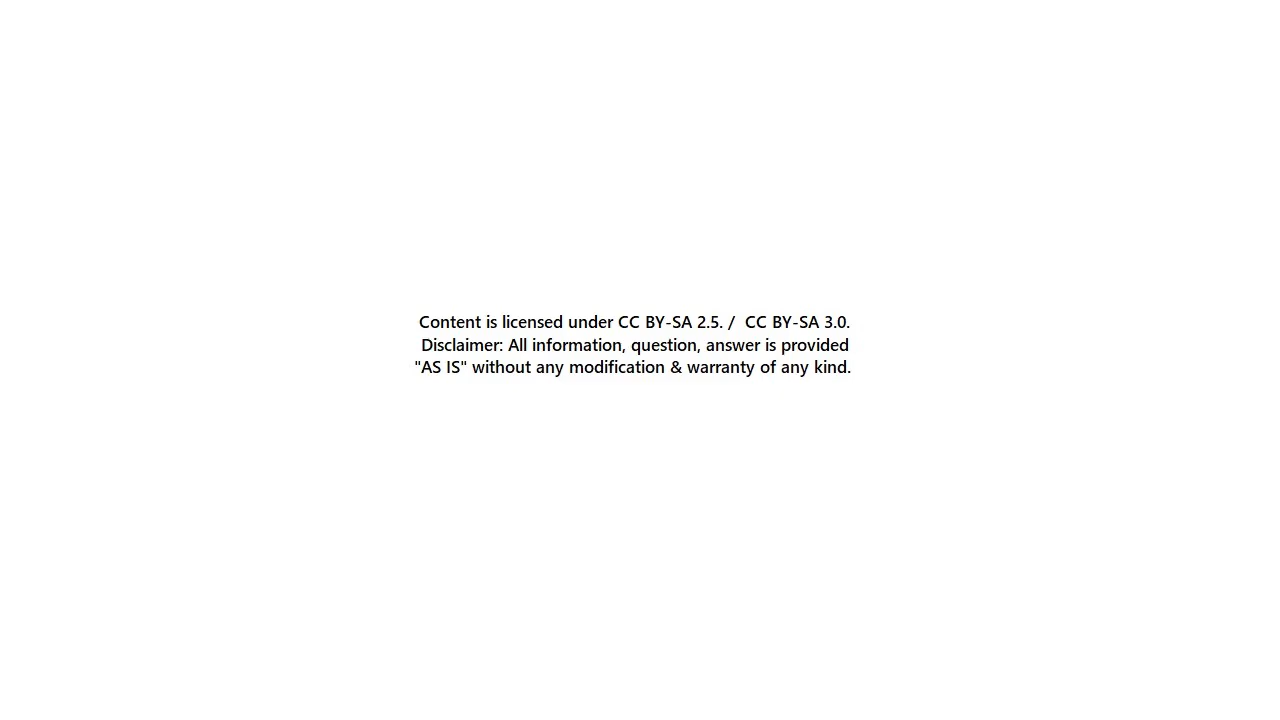 Content is licensed under CC BY-SA 2.5. /  CC BY-SA 3.0.
Disclaimer: All information, question, answer is provided
"AS IS" without any modification & warranty of any kind.